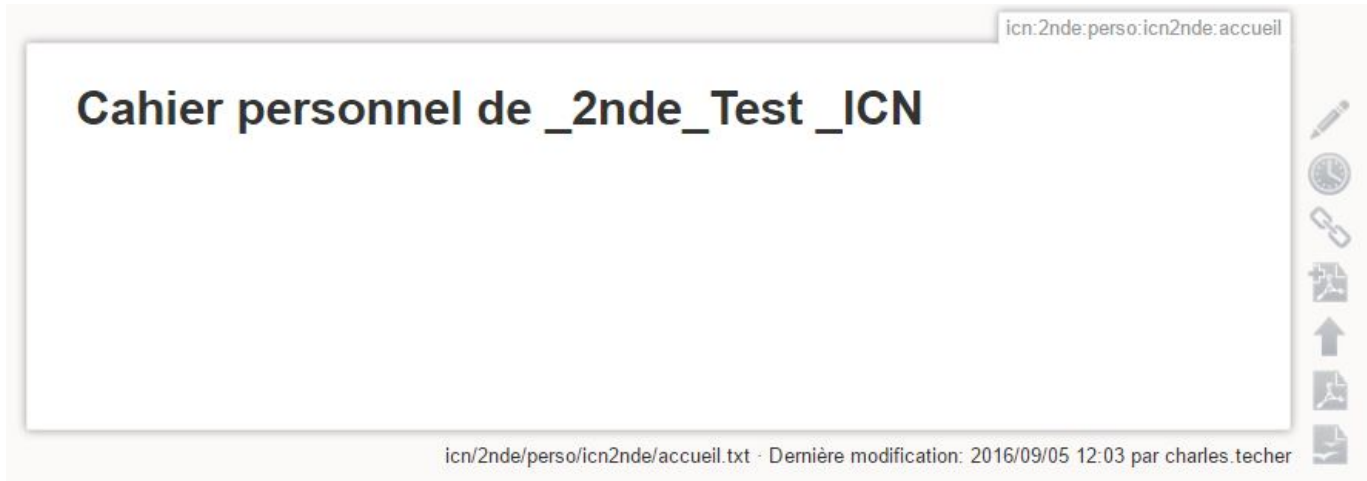 icn:2nde:perso:icn2nde:accueil
Cahier personnel de _2nde_Test _ICN
icn/2nde/perso/icn2nde/accueil.txt · Dernière modification: 2016/09/05 12:03 par charles.techer